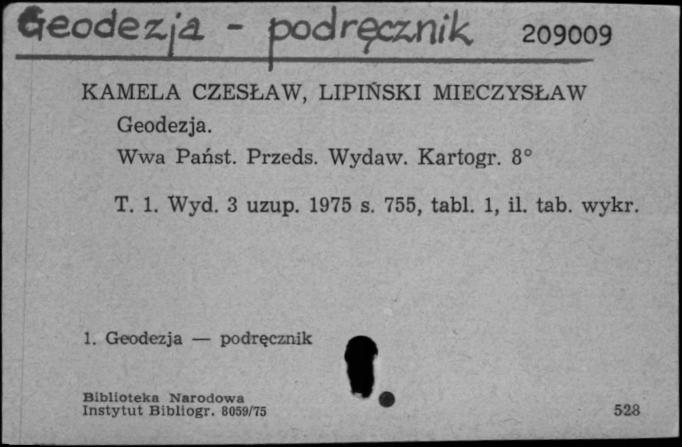 Geodezja - podręcznik 209009
KAMELA CZESŁAW, LIPIŃSKI MIECZYSŁAW
Geodezja.
Wwa Państ. Przeds. Wydaw. Kartogr. 8°
T. 1. Wyd. 3 uzup. 1975 s. 755, tabl. 1, il. tab. wykr.
1. Geodezja — podręcznik
Biblioteka Narodowa
Instytut Bibliogr. 8059/75 528